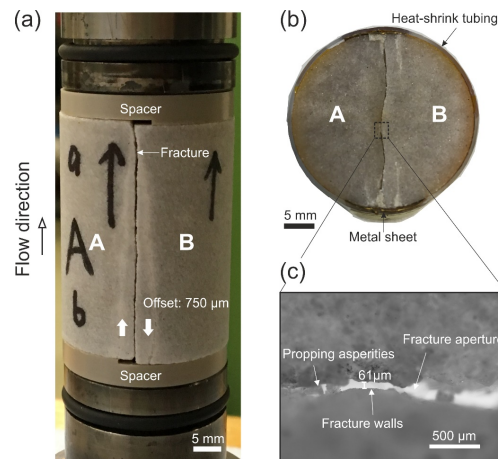 (a)
Spacer
Fracture
Flow direction
a
A
b
A
B
Offset: 750 µm
Spacer
5 mm
(b)
Heat-shrink tubing
A
B
5 mm
Metal sheet
(c)
Propping asperities
61µm
Fracture aperture
Fracture walls
500 µm